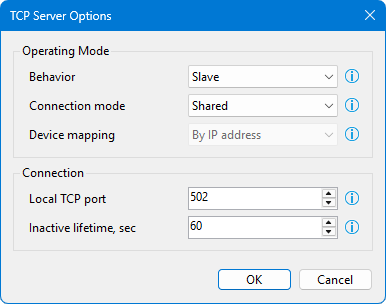 TCP Server Options
Operating Mode
Behavior Slave
Connection mode Shared
Device mapping By IP address
Connection
Local TCP port 502
Inactive lifetime, sec 60
OK Cancel